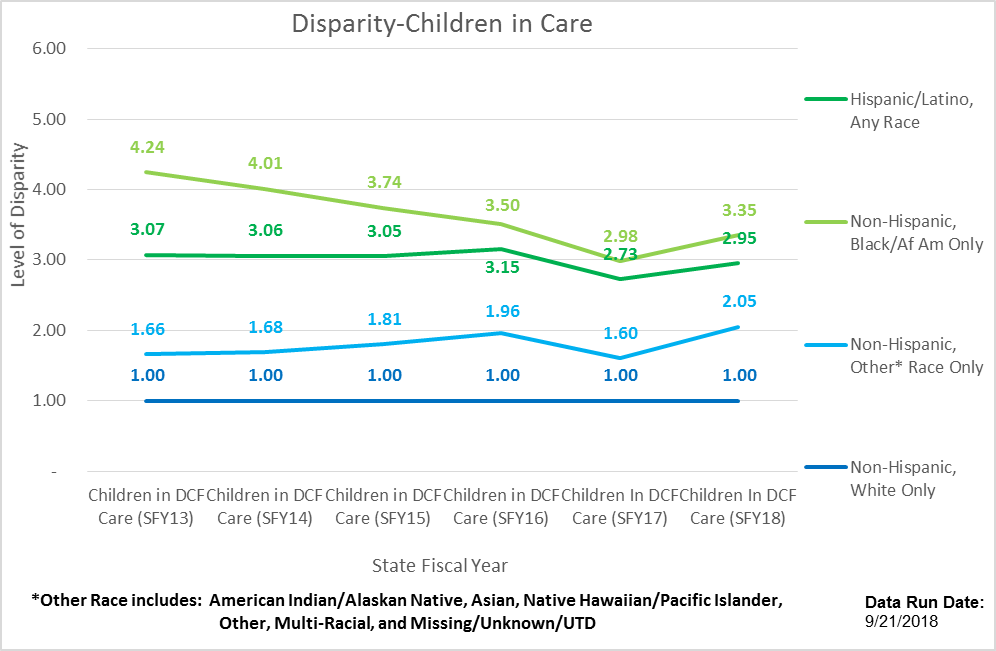 Disparity-Children in Care
6.00
5.00
4.00
3.00
2.00
1.00
-
Level of Disparity
4.24
4.01
3.74
3.50
2.98
3.35
3.07
3.06
3.05
3.15
2.73
2.95
1.66
1.68
1.81
1.96
1.60
2.05
1.00
1.00
1.00
1.00
1.00
1.00
Children in DCF
Care (SFY13)
Children in DCF
Care (SFY14)
Children in DCF
Care (SFY15)
Children in DCF
Care (SFY16)
Children In DCF
Care (SFY17)
Children In DCF
Care (SFY18)
State Fiscal Year
Hispanic/Latino,
Any Race
Non-Hispanic,
Black/Af Am Only
Non-Hispanic,
Other* Race Only
Non-Hispanic,
White Only
*Other Race includes:  American Indian/Alaskan Native, Asian, Native Hawaiian/Pacific Islander,
Other, Multi-Racial, and Missing/Unknown/UTD
Data Run Date:
9/21/2018